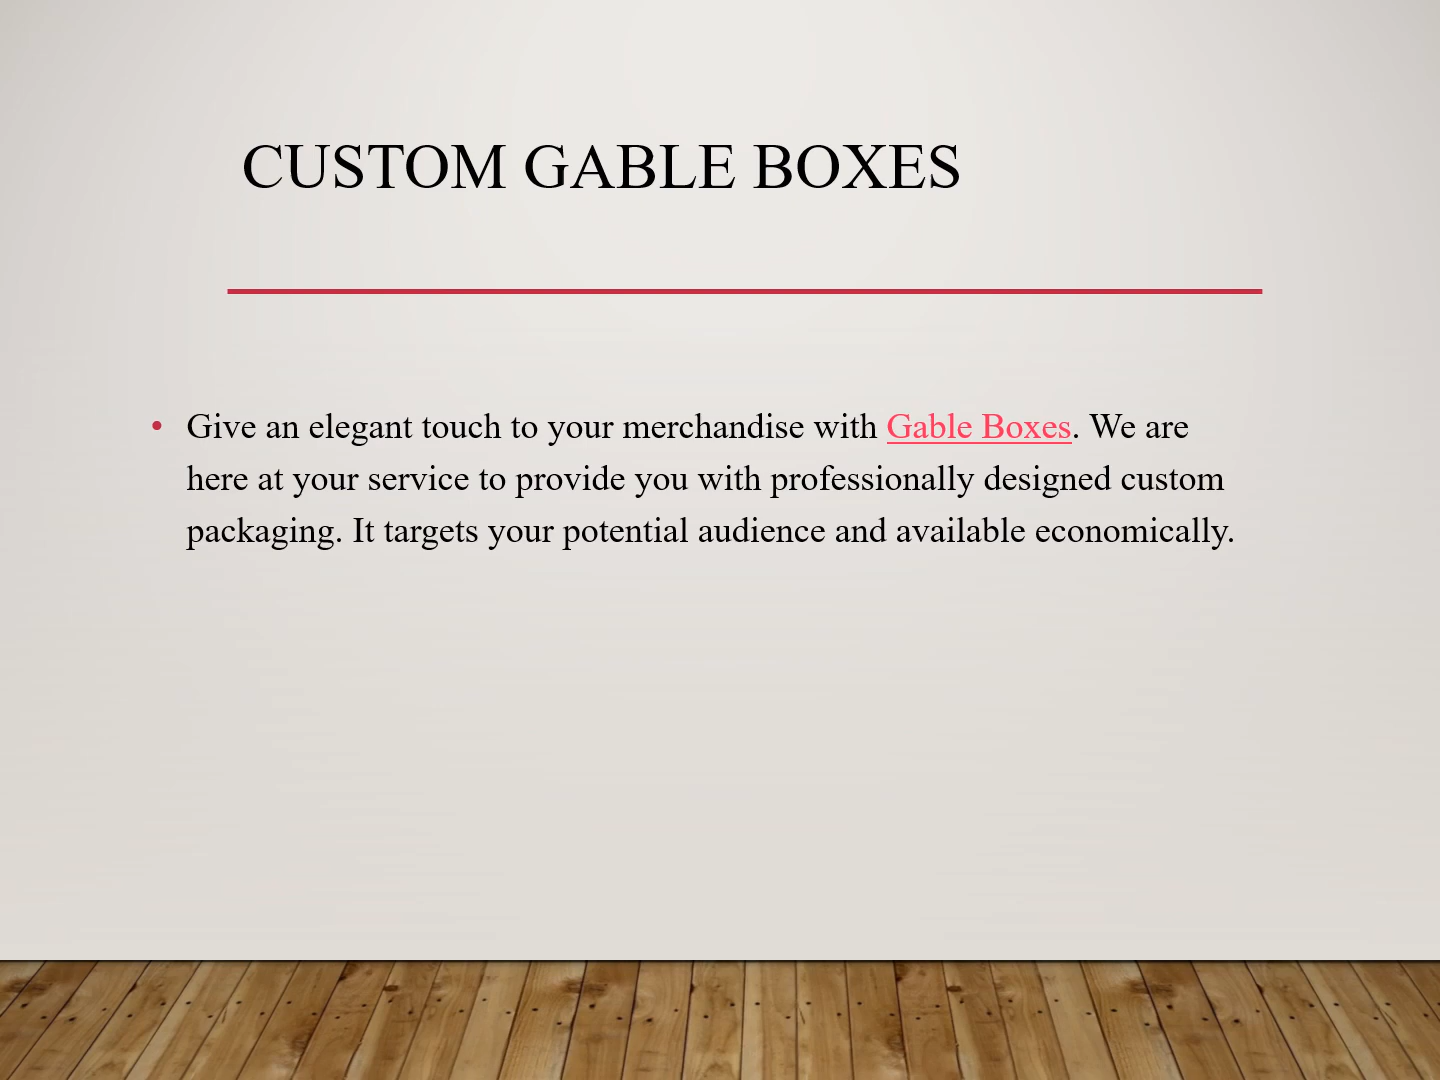 CUSTOM GABLE BOXES
• Give an elegant touch to your merchandise with Gable Boxes. We are
here at your service to provide you with professionally designed custom
packaging. It targets your potential audience and available economically.